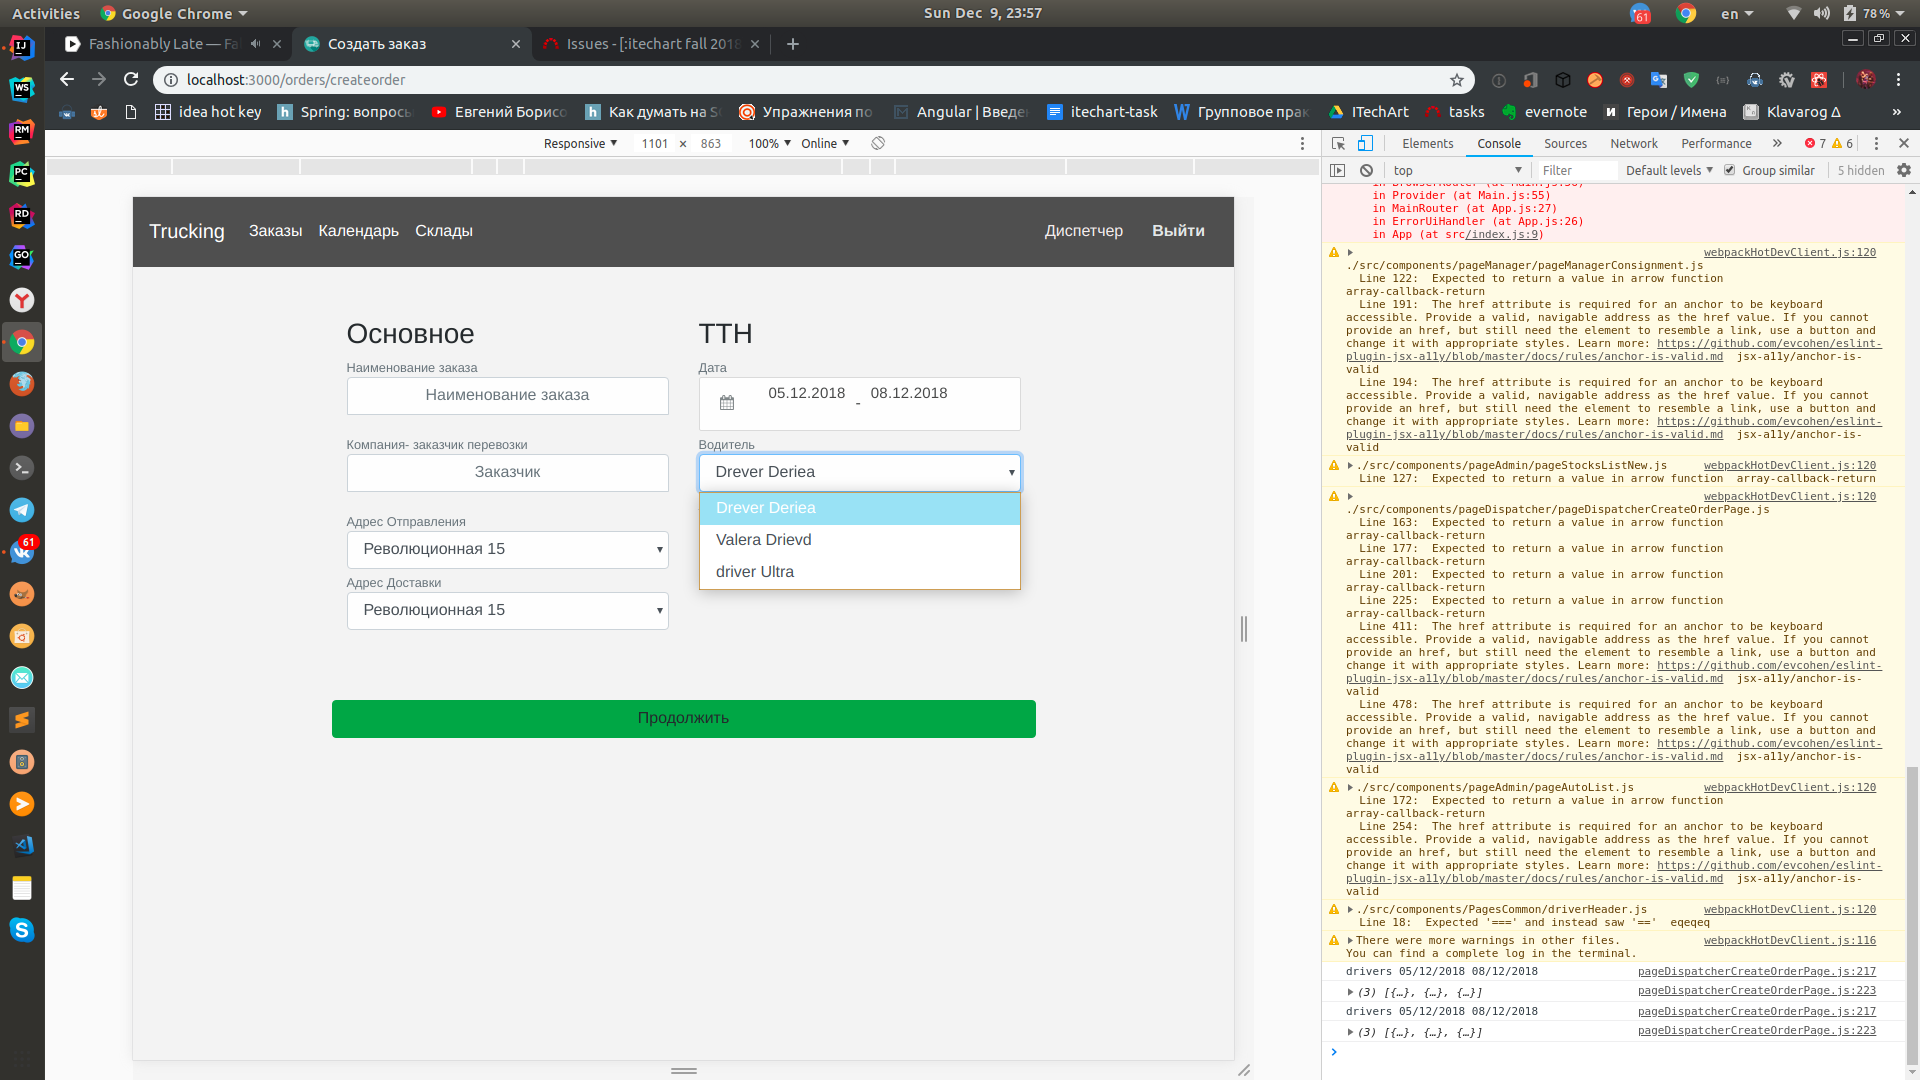 Activities
Google Chrome
Sun Dec 9, 23:57
61
en
78 %
Fashionably Late — Fa
Создать заказ
Issues - [:itechart fall 2018
localhost:3000/orders/createorder
idea hot key
Spring: вопросы
Евгений Борисо
Как думать на SQ
Упражнения по
Angular | Введен
itechart-task
Групповое прак
ITechArt
tasks
evernote
Герои / Имена
Klavarog Δ
»
Responsive
1101 × 863
100%
Online
Elements
Console
Sources
Network
Performance
»
7
6
top
Filter
Default levels
Group similar
5 hidden
Trucking
Заказы
Календарь
Склады
Диспетчер
Выйти
Основное
Наименование заказа
Наименование заказа
Компания- заказчик перевозки
Заказчик
Адрес Отправления
Революционная 15
Адрес Доставки
Революционная 15
ТТН
Дата
05.12.2018 - 08.12.2018
Водитель
Drever Deriea
Drever Deriea
Valera Drievd
driver Ultra
Продолжить
in BrowserRouter (at Main.js:56)
in Provider (at Main.js:55)
in MainRouter (at App.js:27)
in ErrorUiHandler (at App.js:26)
in App (at src/index.js:9)
webpackHotDevClient.js:120
./src/components/pageManager/pageManagerConsignment.js
Line 122: Expected to return a value in arrow function
array-callback-return
Line 191: The href attribute is required for an anchor to be keyboard
accessible. Provide a valid, navigable address as the href value. If you cannot
provide an href, but still need the element to resemble a link, use a button and
change it with appropriate styles. Learn more: https://github.com/evcohen/eslint-
plugin-jsx-a11y/blob/master/docs/rules/anchor-is-valid.md jsx-a11y/anchor-is-
valid
Line 194: The href attribute is required for an anchor to be keyboard
accessible. Provide a valid, navigable address as the href value. If you cannot
provide an href, but still need the element to resemble a link, use a button and
change it with appropriate styles. Learn more: https://github.com/evcohen/eslint-
plugin-jsx-a11y/blob/master/docs/rules/anchor-is-valid.md jsx-a11y/anchor-is-
valid
./src/components/pageAdmin/pageStocksListNew.js webpackHotDevClient.js:120
Line 127: Expected to return a value in arrow function array-callback-return
webpackHotDevClient.js:120
./src/components/pageDispatcher/pageDispatcherCreateOrderPage.js
Line 163: Expected to return a value in arrow function
array-callback-return
Line 177: Expected to return a value in arrow function
array-callback-return
Line 201: Expected to return a value in arrow function
array-callback-return
Line 225: Expected to return a value in arrow function
array-callback-return
Line 411: The href attribute is required for an anchor to be keyboard
accessible. Provide a valid, navigable address as the href value. If you cannot
provide an href, but still need the element to resemble a link, use a button and
change it with appropriate styles. Learn more: https://github.com/evcohen/eslint-
plugin-jsx-a11y/blob/master/docs/rules/anchor-is-valid.md jsx-a11y/anchor-is-
valid
Line 478: The href attribute is required for an anchor to be keyboard
accessible. Provide a valid, navigable address as the href value. If you cannot
provide an href, but still need the element to resemble a link, use a button and
change it with appropriate styles. Learn more: https://github.com/evcohen/eslint-
plugin-jsx-a11y/blob/master/docs/rules/anchor-is-valid.md jsx-a11y/anchor-is-
valid
./src/components/pageAdmin/pageAutoList.js webpackHotDevClient.js:120
Line 172: Expected to return a value in arrow function
array-callback-return
Line 254: The href attribute is required for an anchor to be keyboard
accessible. Provide a valid, navigable address as the href value. If you cannot
provide an href, but still need the element to resemble a link, use a button and
change it with appropriate styles. Learn more: https://github.com/evcohen/eslint-
plugin-jsx-a11y/blob/master/docs/rules/anchor-is-valid.md jsx-a11y/anchor-is-
valid
./src/components/PagesCommon/driverHeader.js webpackHotDevClient.js:120
Line 18: Expected '===' and instead saw '==' eqeqeq
There were more warnings in other files. webpackHotDevClient.js:116
You can find a complete log in the terminal.
drivers 05/12/2018 08/12/2018 pageDispatcherCreateOrderPage.js:217
(3) [{…}, {…}, {…}] pageDispatcherCreateOrderPage.js:223
drivers 05/12/2018 08/12/2018 pageDispatcherCreateOrderPage.js:217
(3) [{…}, {…}, {…}] pageDispatcherCreateOrderPage.js:223
IJ
WS
RM
PC
RD
GO
61